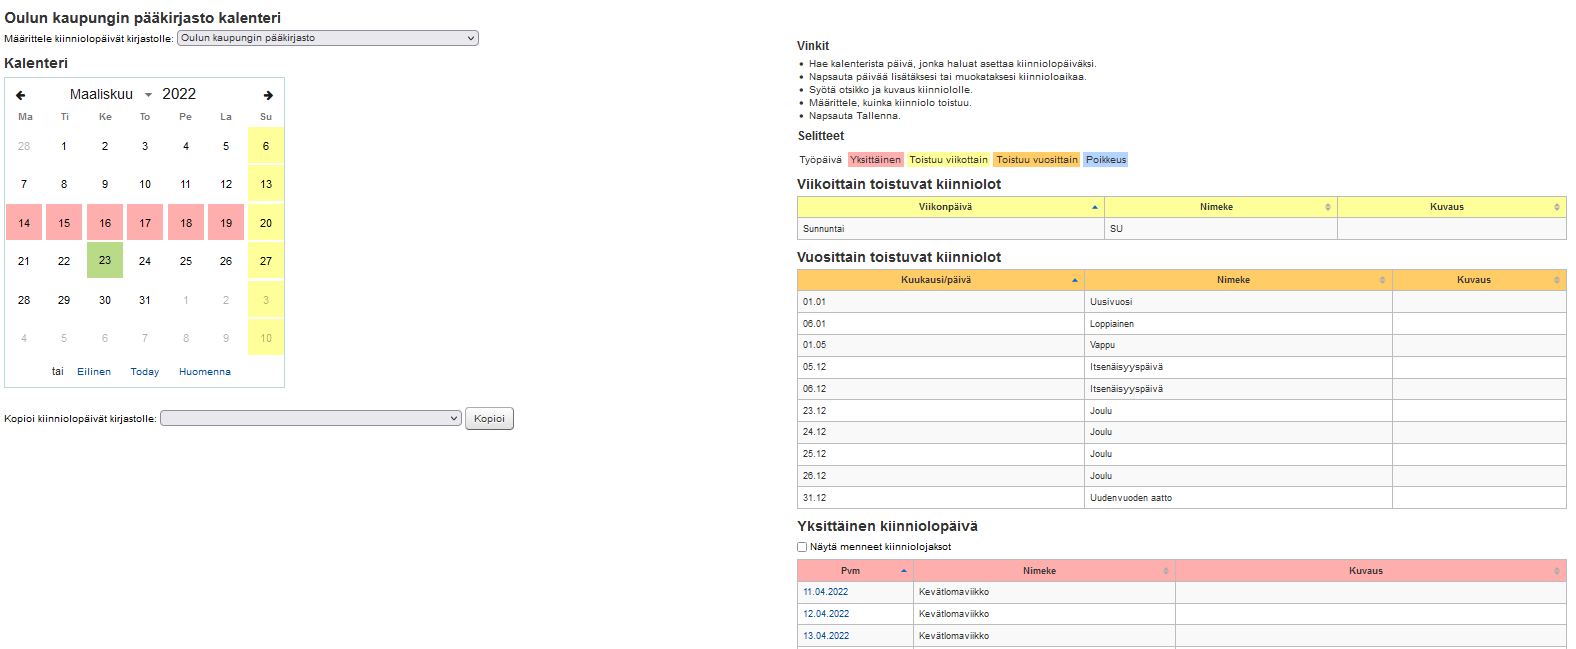 Oulun kaupungin pääkirjasto kalenteri
Määrittele kiinniolopäivät kirjastolle: Oulun kaupungin pääkirjasto
Kalenteri
Maaliskuu 2022
Ma Ti Ke To Pe La Su
28 1 2 3 4 5 6
7 8 9 10 11 12 13
14 15 16 17 18 19 20
21 22 23 24 25 26 27
28 29 30 31 1 2 3
4 5 6 7 8 9 10
tai Eilinen Today Huomenna
Kopioi kiinniolopäivät kirjastolle: Kopioi
Vinkit
• Hae kalenterista päivä, jonka haluat asettaa kiinniolopäiväksi.
• Napsauta päivää lisätäksesi tai muokataksesi kiinnioloaikaa.
• Syötä otsikko ja kuvaus kiinniololle.
• Määrittele, kuinka kiinniolo toistuu.
• Napsauta Tallenna.
Selitteet
Työpäivä Yksittäinen Toistuu viikottain Toistuu vuosittain Poikkeus
Viikoittain toistuvat kiinniolot
Viikonpäivä Nimeke Kuvaus
Sunnuntai SU
Vuosittain toistuvat kiinniolot
Kuukausi/päivä Nimeke Kuvaus
01.01 Uusivuosi
06.01 Loppiainen
01.05 Vappu
05.12 Itsenäisyyspäivä
06.12 Itsenäisyyspäivä
23.12 Joulu
24.12 Joulu
25.12 Joulu
26.12 Joulu
31.12 Uudenvuoden aatto
Yksittäinen kiinniolopäivä
Näytä menneet kiinniolojaksot
Pvm Nimeke Kuvaus
11.04.2022 Kevätlomaviikko
12.04.2022 Kevätlomaviikko
13.04.2022 Kevätlomaviikko